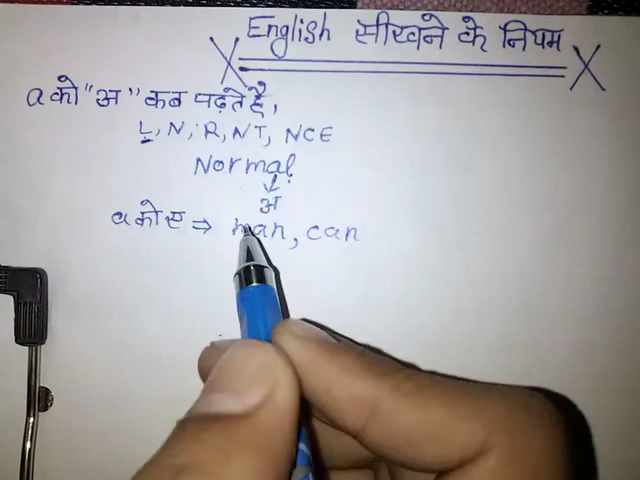 English सीखने के नियम
a को "अ" कब पढ़ते है,
L, N, R, NT, NCE
Normal
अ
a को ए ⇒ man, can